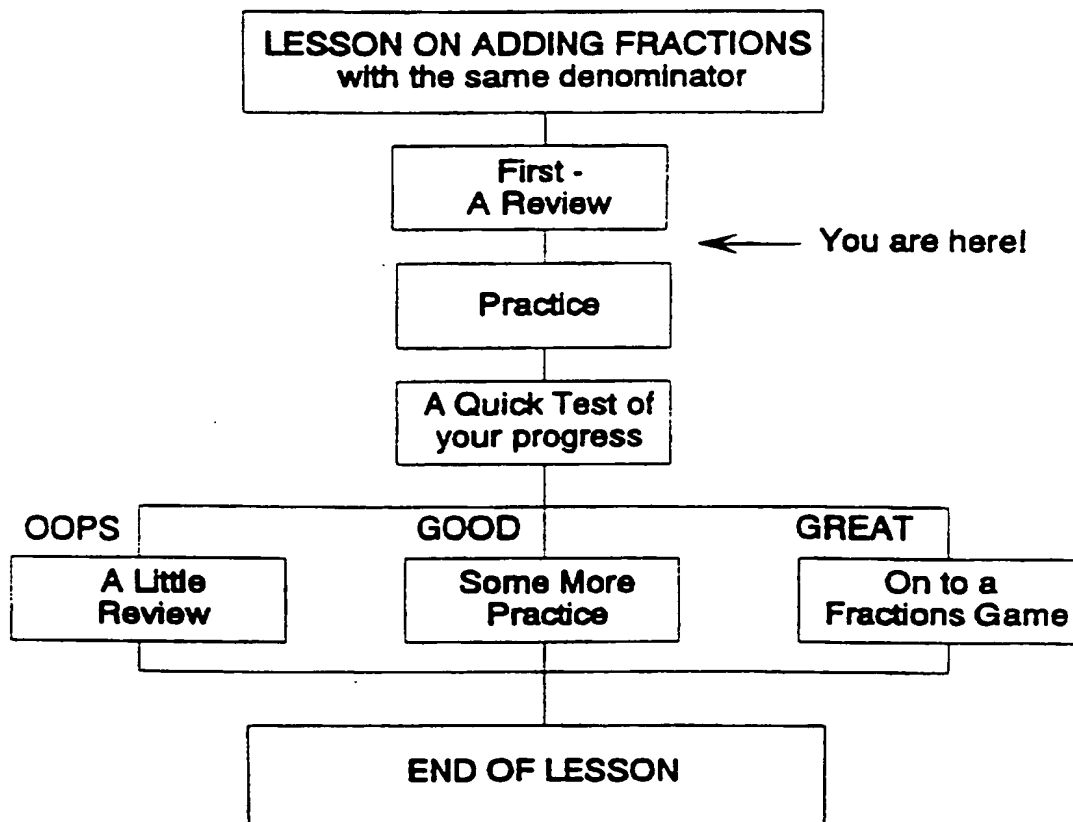 LESSON ON ADDING FRACTIONS
with the same denominator
First -
A Review
You are here!
Practice
A Quick Test of
your progress
OOPS
GOOD
GREAT
A Little
Review
Some More
Practice
On to a
Fractions Game
END OF LESSON